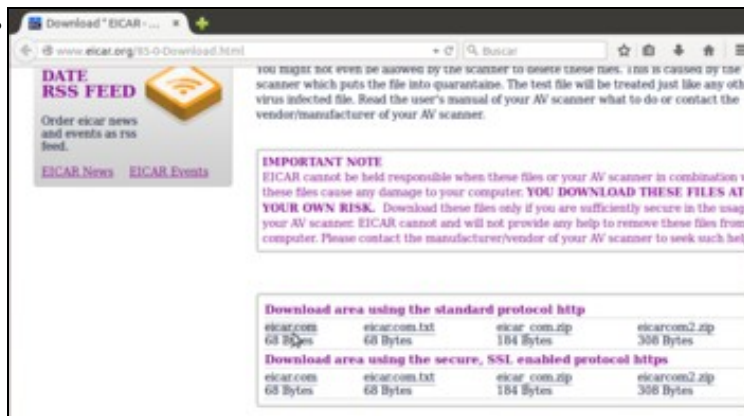 Download * EICAR - ...
www.eicar.org/85-0-Download.html
Buscar
DATE
RSS FEED
Order eicar news
and events as rss
feed.
EICAR News EICAR Events
You might not even be allowed by the scanner to delete these files. This is caused by the
scanner which puts the file into quarantaine. The test file will be treated just like any oth
virus infected file. Read the user's manual of your AV scanner what to do or contact the
vendor/manufacturer of your AV scanner.
IMPORTANT NOTE
EICAR cannot be held responsible when these files or your AV scanner in combination w
these files cause any damage to your computer. YOU DOWNLOAD THESE FILES AT
YOUR OWN RISK. Download these files only if you are sufficiently secure in the usag
your AV scanner. EICAR cannot and will not provide any help to remove these files from
computer. Please contact the manufacturer/vendor of your AV scanner to seek such hel
Download area using the standard protocol http
eicar.com eicar.com.txt eicar_com.zip eicarcom2.zip
68 Bytes 68 Bytes 184 Bytes 308 Bytes
Download area using the secure, SSL enabled protocol https
eicar.com eicar.com.txt eicar_com.zip eicarcom2.zip
68 Bytes 68 Bytes 184 Bytes 308 Bytes